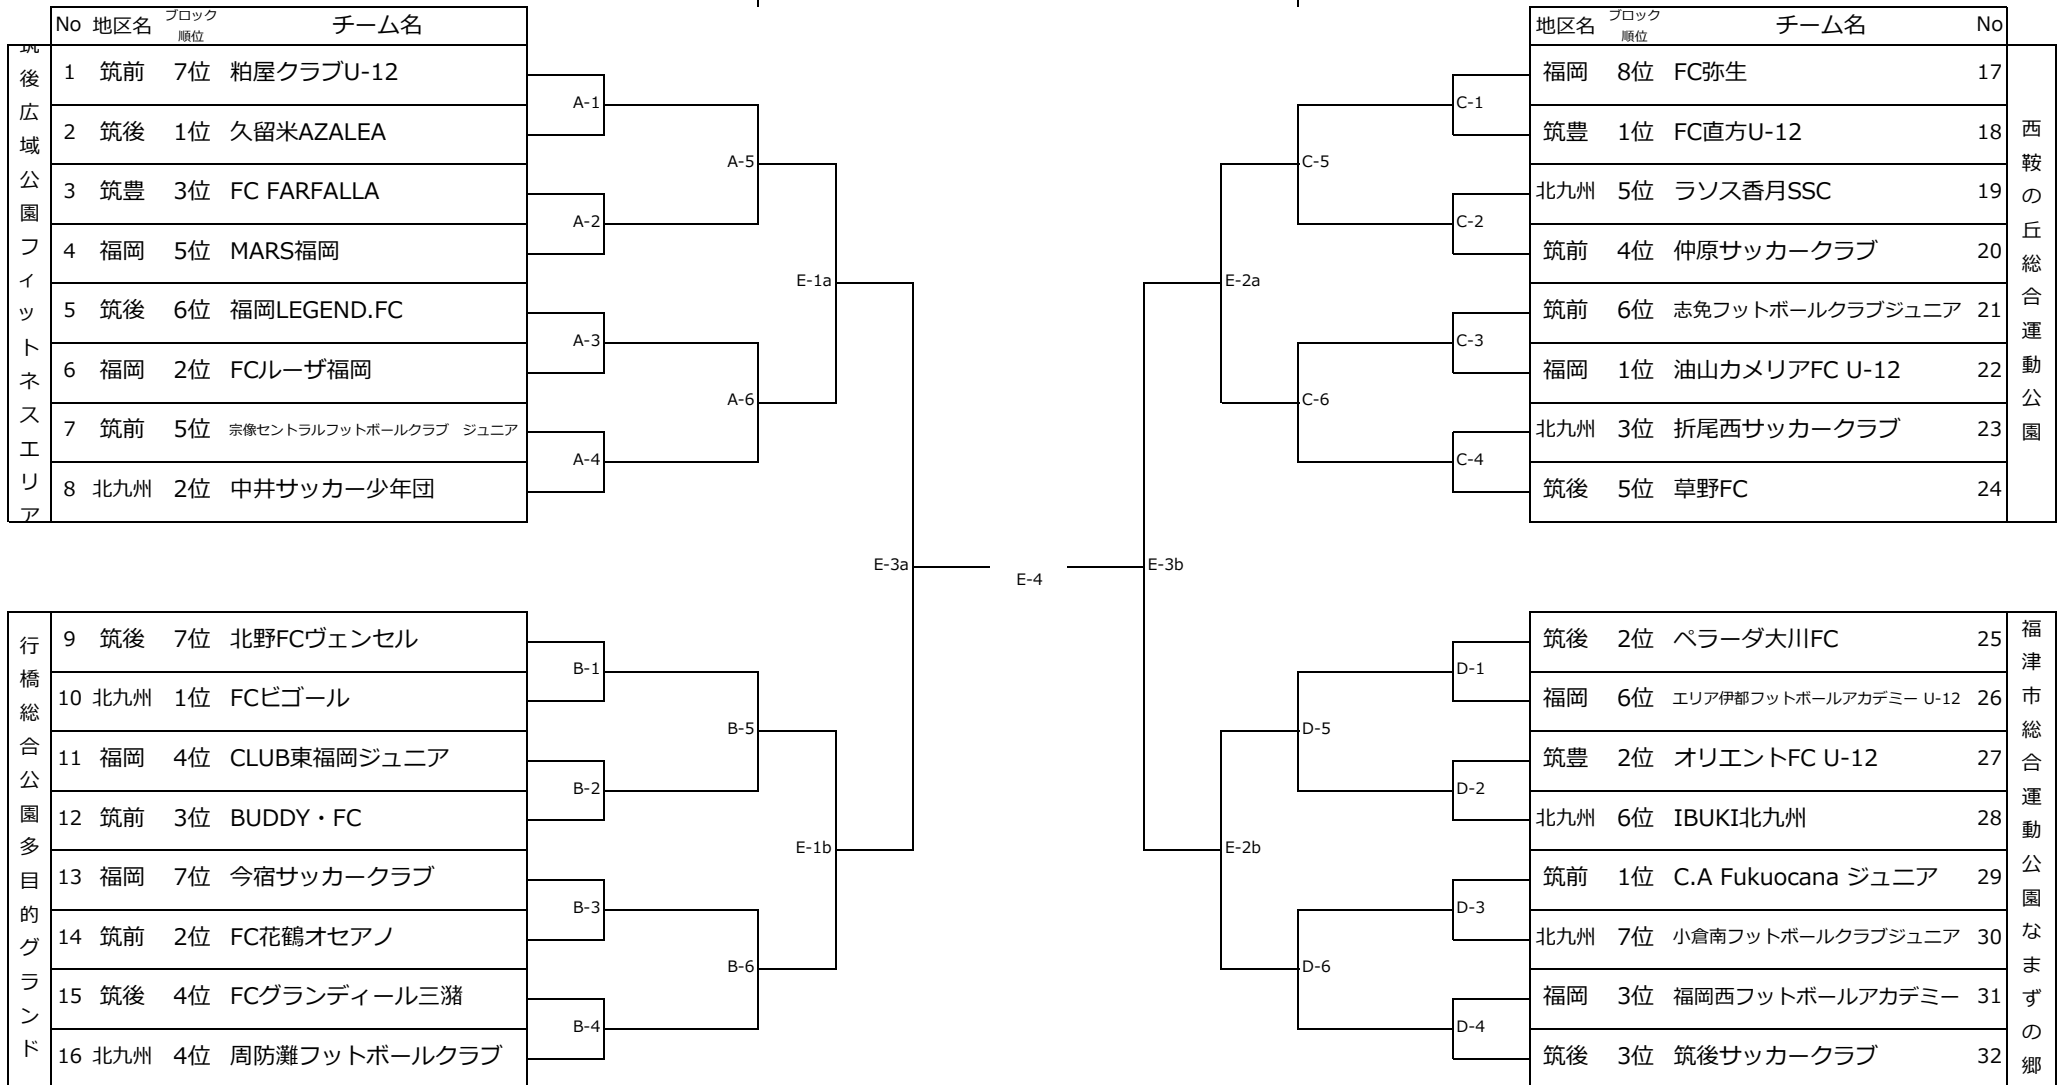 No 地区名 ブロック順位 チーム名
筑後広域公園フィットネスエリア
1 筑前 7位 粕屋クラブU-12
2 筑後 1位 久留米AZALEA
3 筑豊 3位 FC FARFALLA
4 福岡 5位 MARS福岡
5 筑後 6位 福岡LEGEND.FC
6 福岡 2位 FCルーザ福岡
7 筑前 5位 宗像セントラルフットボールクラブ ジュニア
8 北九州 2位 中井サッカー少年団
A-1
A-2
A-3
A-4
A-5
A-6
E-1a
行橋総合公園多目的グランド
9 筑後 7位 北野FCヴェンセル
10 北九州 1位 FCビゴール
11 福岡 4位 CLUB東福岡ジュニア
12 筑前 3位 BUDDY・FC
13 福岡 7位 今宿サッカークラブ
14 筑前 2位 FC花鶴オセアノ
15 筑後 4位 FCグランディール三潴
16 北九州 4位 周防灘フットボールクラブ
B-1
B-2
B-3
B-4
B-5
B-6
E-1b
E-3a
E-4
E-3b
地区名 ブロック順位 チーム名 No
福岡 8位 FC弥生 17
筑豊 1位 FC直方U-12 18
北九州 5位 ラソス香月SSC 19
筑前 4位 仲原サッカークラブ 20
筑前 6位 志免フットボールクラブジュニア 21
福岡 1位 油山カメリアFC U-12 22
北九州 3位 折尾西サッカークラブ 23
筑後 5位 草野FC 24
西鞍の丘総合運動公園
C-1
C-2
C-3
C-4
C-5
C-6
E-2a
筑後 2位 ペラーダ大川FC 25
福岡 6位 エリア伊都フットボールアカデミー U-12 26
筑豊 2位 オリエントFC U-12 27
北九州 6位 IBUKI北九州 28
筑前 1位 C.A Fukuocana ジュニア 29
北九州 7位 小倉南フットボールクラブジュニア 30
福岡 3位 福岡西フットボールアカデミー 31
筑後 3位 筑後サッカークラブ 32
福津市総合運動公園なまずの郷
D-1
D-2
D-3
D-4
D-5
D-6
E-2b